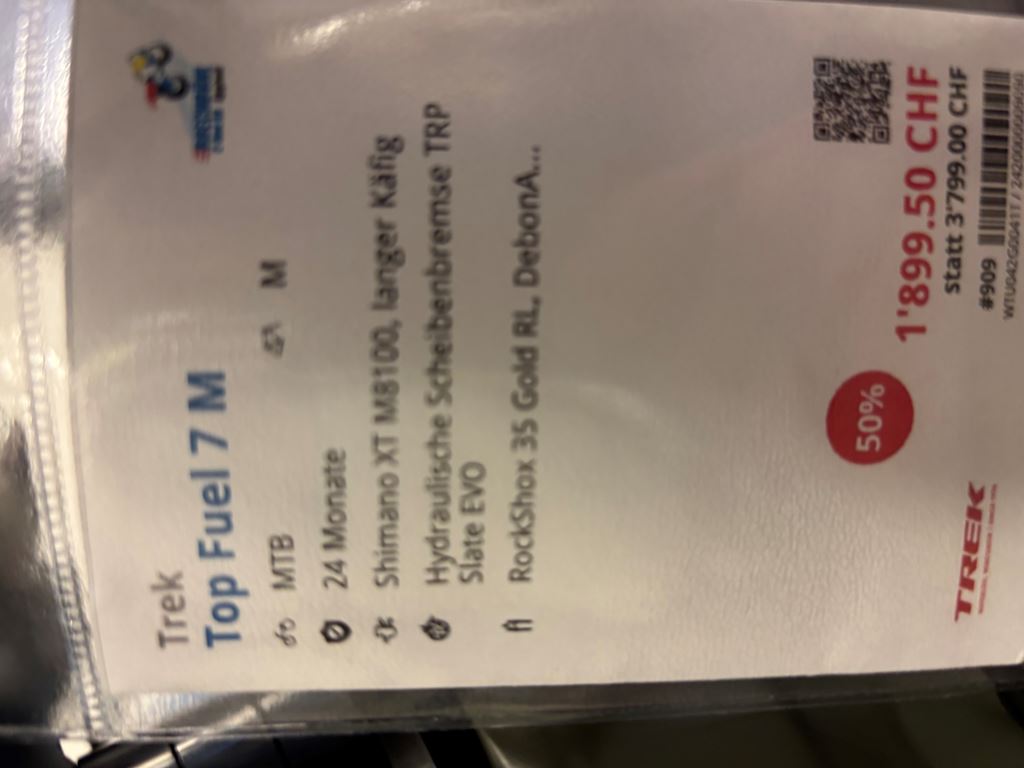 Trek
Top Fuel 7 M
MTB M
24 Monate
Shimano XT M8100, langer Käfig
Hydraulische Scheibenbremse TRP
Slate EVO
RockShox 35 Gold RL, DebonA...
50%
1'899.50 CHF
Statt 3'799.00 CHF
#909
TREK